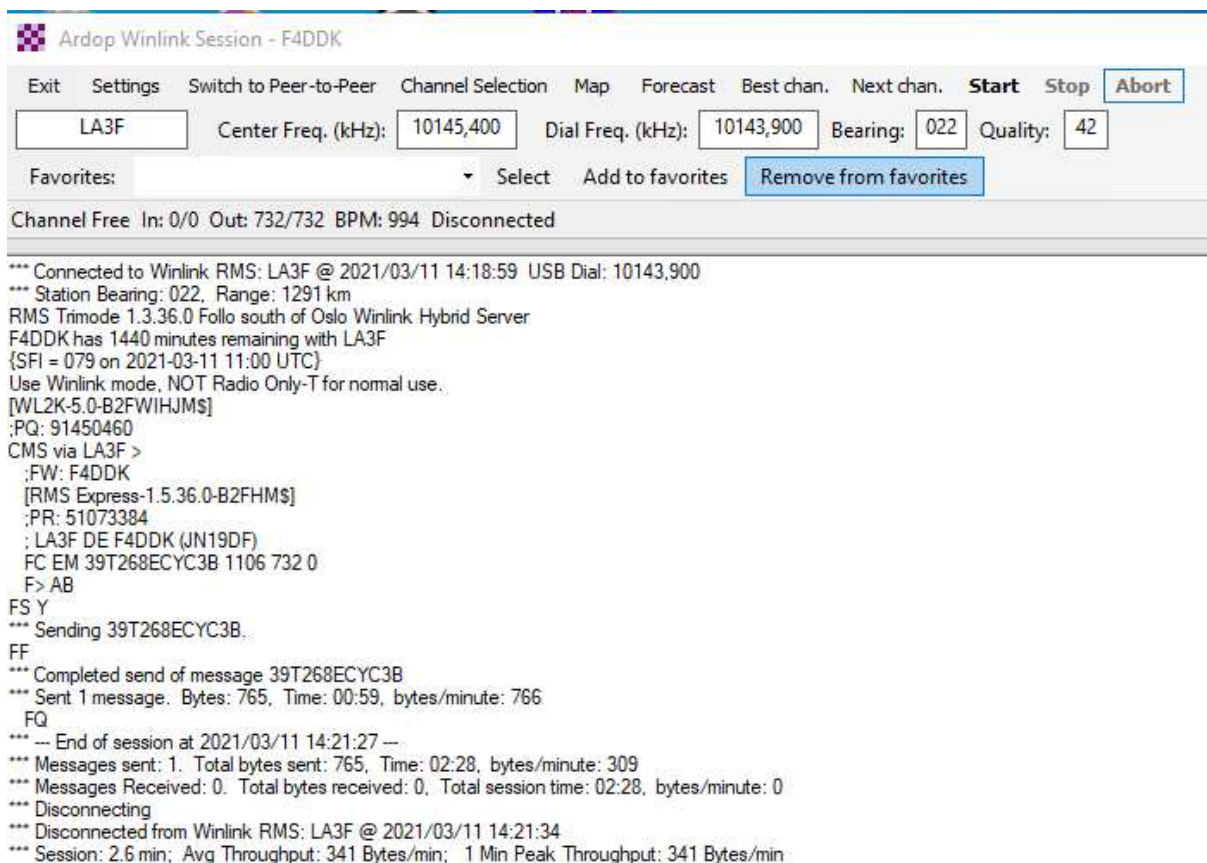 Ardop Winlink Session - F4DDK
Exit Settings Switch to Peer-to-Peer Channel Selection Map Forecast Best chan. Next chan. Start Stop Abort
LA3F Center Freq. (kHz): 10145,400 Dial Freq. (kHz): 10143,900 Bearing: 022 Quality: 42
Favorites: Select Add to favorites Remove from favorites
Channel Free In: 0/0 Out: 732/732 BPM: 994 Disconnected
*** Connected to Winlink RMS: LA3F @ 2021/03/11 14:18:59 USB Dial: 10143,900
*** Station Bearing: 022, Range: 1291 km
RMS Trimode 1.3.36.0 Follo south of Oslo Winlink Hybrid Server
F4DDK has 1440 minutes remaining with LA3F
{SFI = 079 on 2021-03-11 11:00 UTC}
Use Winlink mode, NOT Radio Only-T for normal use.
[WL2K-5.0-B2FWIHJM$]
;PQ: 91450460
CMS via LA3F >
;FW: F4DDK
[RMS Express-1.5.36.0-B2FHM$]
;PR: 51073384
; LA3F DE F4DDK (JN19DF)
FC EM 39T268ECYC3B 1106 732 0
F> AB
FS Y
*** Sending 39T268ECYC3B.
FF
*** Completed send of message 39T268ECYC3B
*** Sent 1 message. Bytes: 765, Time: 00:59, bytes/minute: 766
FQ
*** --- End of session at 2021/03/11 14:21:27 ---
*** Messages sent: 1. Total bytes sent: 765, Time: 02:28, bytes/minute: 309
*** Messages Received: 0. Total bytes received: 0, Total session time: 02:28, bytes/minute: 0
*** Disconnecting
*** Disconnected from Winlink RMS: LA3F @ 2021/03/11 14:21:34
*** Session: 2.6 min; Avg Throughput: 341 Bytes/min; 1 Min Peak Throughput: 341 Bytes/min